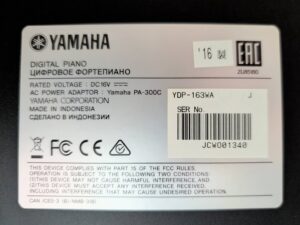 YAMAHA
'16
EAC
DIGITAL PIANO
ЦИФРОВОЕ ФОРТЕПИАНО
RATED VOLTAGE : DC16V
AC POWER ADAPTOR : Yamaha PA-300C
YAMAHA CORPORATION
MADE IN INDONESIA
СДЕЛАНО В ИНДОНЕЗИИ
YDP-163WA J
SER No.
JCWO01340
FC CE
THIS DEVICE COMPLIES WITH PART 15 OF THE FCC RULES.
OPERATION IS SUBJECT TO THE FOLLOWING TWO CONDITIONS:
(1)THIS DEVICE MAY NOT CAUSE HARMFUL INTERFERENCE, AND
(2)THIS DEVICE MUST ACCEPT ANY INTERFERENCE RECEIVED,
INCLUDING INTERFERENCE THAT MAY CAUSE UNDESIRED OPERATION.